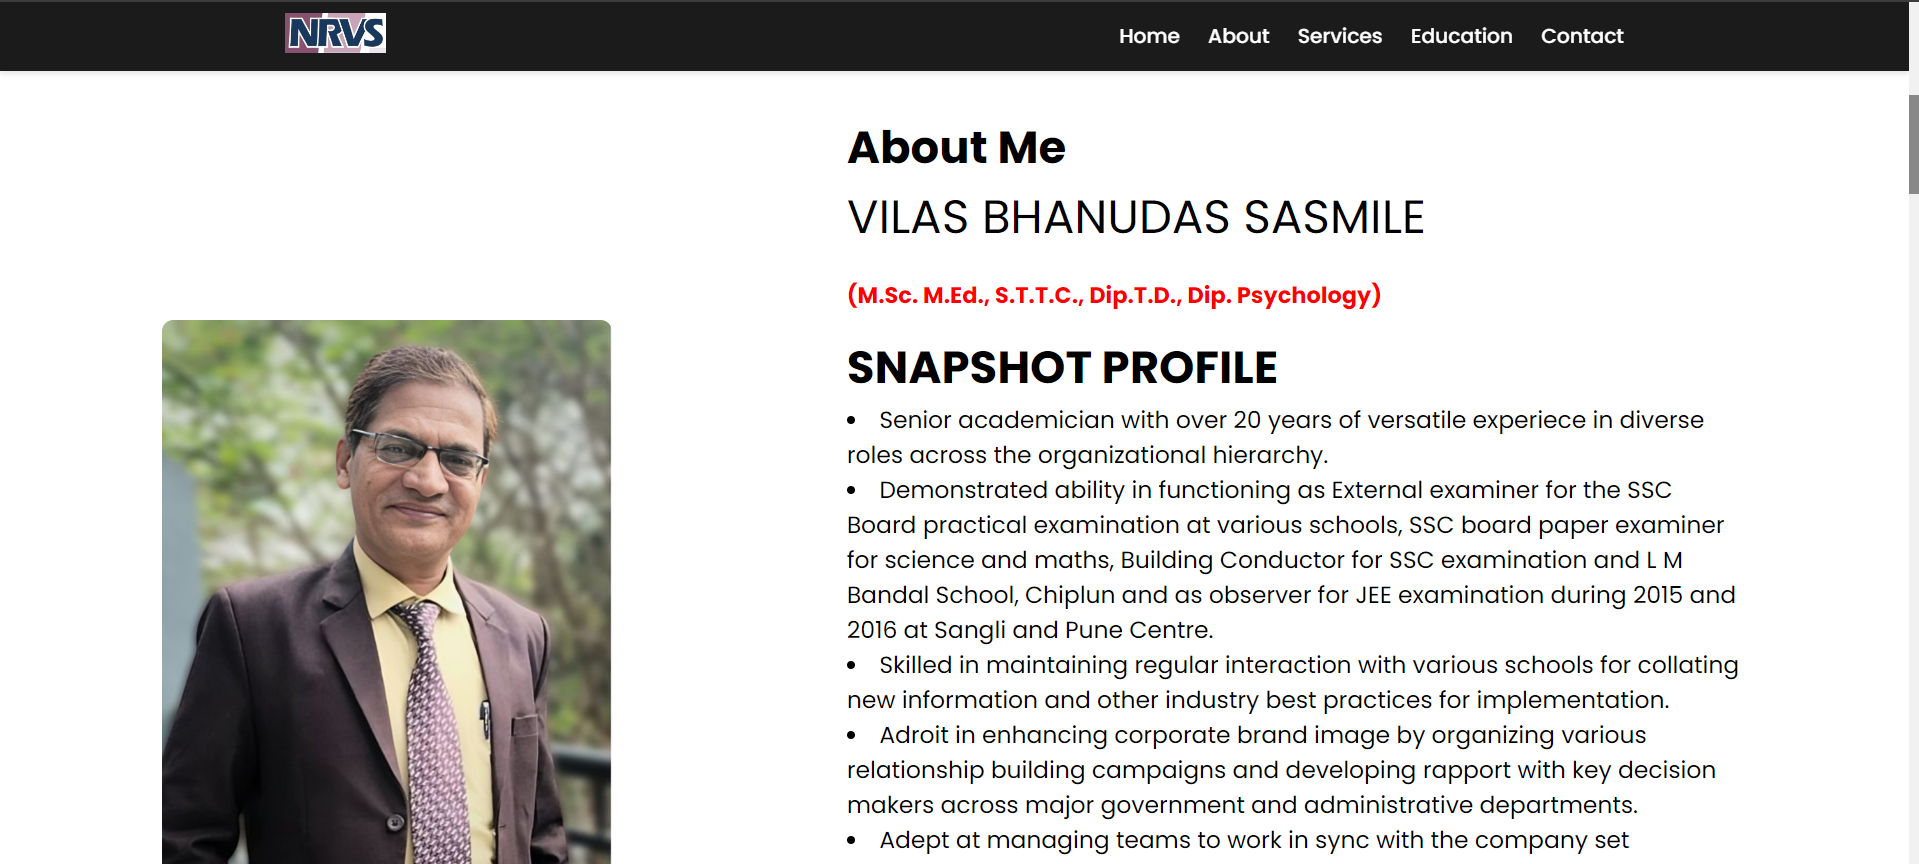 NRVS
Home About Services Education Contact
About Me
VILAS BHANUDAS SASMILE
(M.Sc. M.Ed., S.T.T.C., Dip.T.D., Dip. Psychology)
SNAPSHOT PROFILE
• Senior academician with over 20 years of versatile experiece in diverse
roles across the organizational hierarchy.
• Demonstrated ability in functioning as External examiner for the SSC
Board practical examination at various schools, SSC board paper examiner
for science and maths, Building Conductor for SSC examination and L M
Bandal School, Chiplun and as observer for JEE examination during 2015 and
2016 at Sangli and Pune Centre.
• Skilled in maintaining regular interaction with various schools for collating
new information and other industry best practices for implementation.
• Adroit in enhancing corporate brand image by organizing various
relationship building campaigns and developing rapport with key decision
makers across major government and administrative departments.
• Adept at managing teams to work in sync with the company set